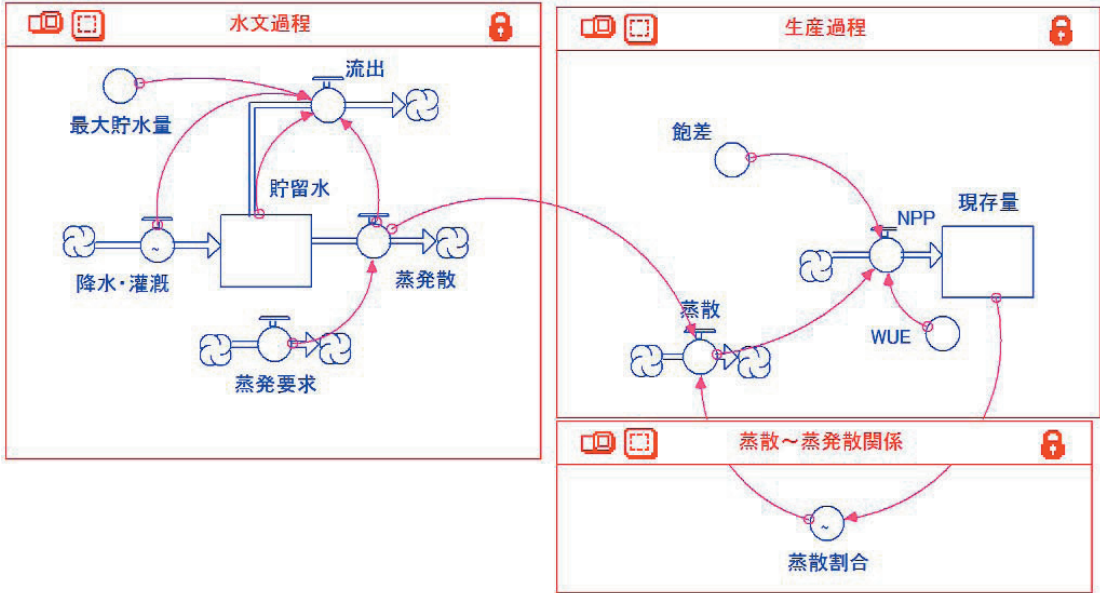 水文過程
流出
最大貯水量
貯留水
降水・灌漑
蒸発散
蒸発要求
生産過程
飽差
NPP
現存量
蒸散
WUE
蒸散～蒸発散関係
~
~
蒸散割合